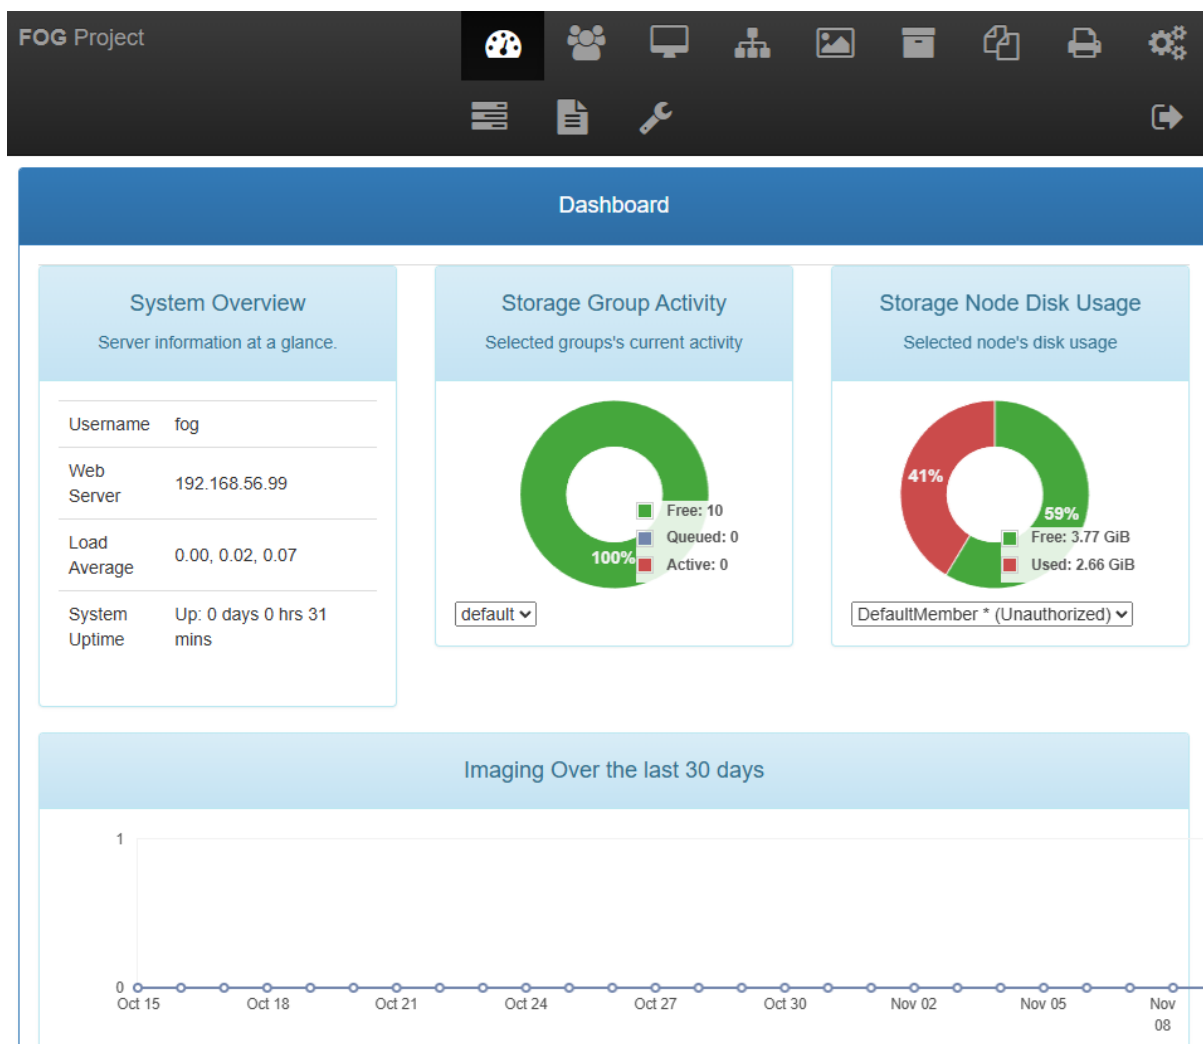 FOG Project
Dashboard
System Overview
Server information at a glance.
Username fog
Web Server 192.168.56.99
Load Average 0.00, 0.02, 0.07
System Uptime Up: 0 days 0 hrs 31 mins
Storage Group Activity
Selected groups's current activity
Free: 10
Queued: 0
100%
Active: 0
default
Storage Node Disk Usage
Selected node's disk usage
41%
59%
Free: 3.77 GiB
Used: 2.66 GiB
DefaultMember * (Unauthorized)
Imaging Over the last 30 days
1
0
Oct 15 Oct 18 Oct 21 Oct 24 Oct 27 Oct 30 Nov 02 Nov 05 Nov 08